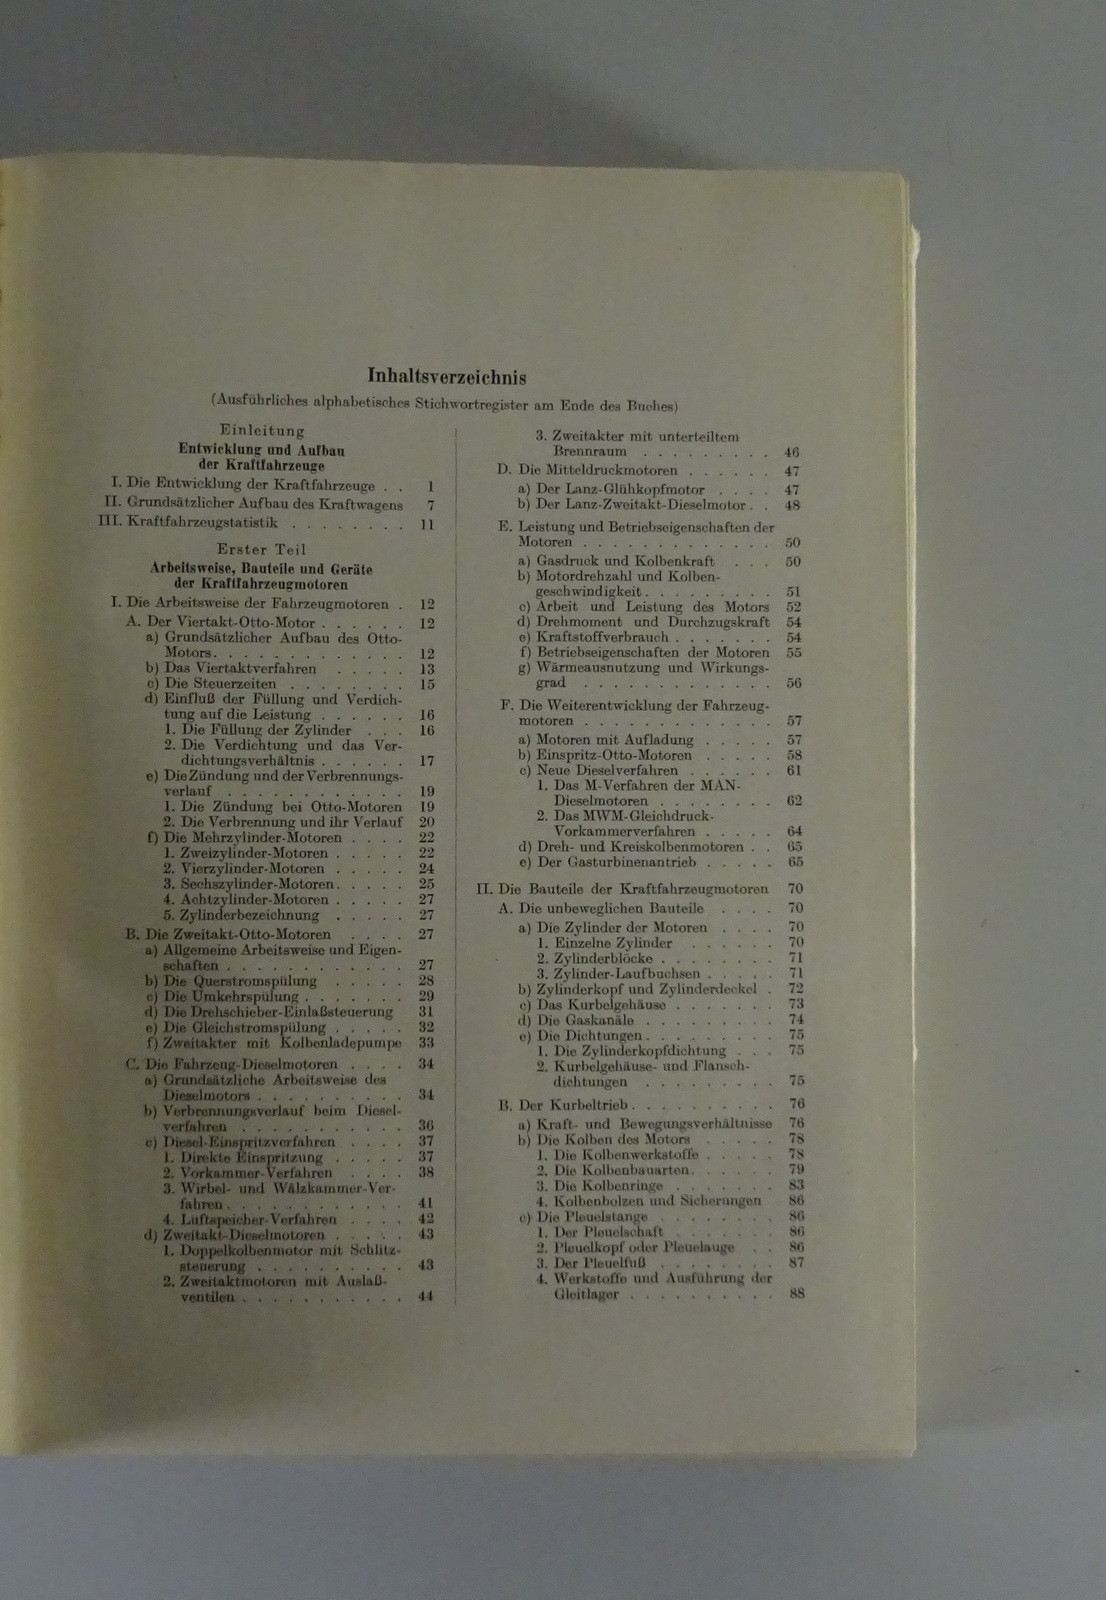 Inhaltsverzeichnis
(Ausführliches alphabetisches Stichwortregister am Ende des Buches)
Einleitung
Entwicklung und Aufbau
der Kraftfahrzeuge
I. Die Entwicklung der Kraftfahrzeuge . . 1
II. Grundsätzlicher Aufbau des Kraftwagens 7
III. Kraftfahrzeugstatistik . . . . . . . . 11
Erster Teil
Arbeitsweise, Bauteile und Geräte
der Kraftfahrzeugmotoren
I. Die Arbeitsweise der Fahrzeugmotoren . 12
A. Der Viertakt-Otto-Motor . . . . . . 12
a) Grundsätzlicher Aufbau des Otto-
Motors. . . . . . . . . . . . . 12
b) Das Viertaktverfahren . . . . . 13
c) Die Steuerzeiten . . . . . . . . 15
d) Einfluß der Füllung und Verdich-
tung auf die Leistung . . . . . . 16
1. Die Füllung der Zylinder . . . 16
2. Die Verdichtung und das Ver-
dichtungsverhältnis . . . . . . 17
e) Die Zündung und der Verbrennungs-
verlauf . . . . . . . . . . . . 19
1. Die Zündung bei Otto-Motoren 19
2. Die Verbrennung und ihr Verlauf 20
f) Die Mehrzylinder-Motoren . . . . 22
1. Zweizylinder-Motoren . . . . . 22
2. Vierzylinder-Motoren . . . . . 24
3. Sechszylinder-Motoren . . . . . 25
4. Achtzylinder-Motoren . . . . . 27
5. Zylinderbezeichnung . . . . . 27
B. Die Zweitakt-Otto-Motoren . . . . 27
a) Allgemeine Arbeitsweise und Eigen-
schaften . . . . . . . . . . . . 27
b) Die Querstromspülung . . . . . 28
c) Die Umkehrspülung . . . . . . . 29
d) Die Drehschieber-Einlaßsteuerung 31
e) Die Gleichstromspülung . . . . . 32
f) Zweitakter mit Kolbenladepumpe 33
C. Die Fahrzeug-Dieselmotoren . . . . 34
a) Grundsätzliche Arbeitsweise des
Dieselmotors . . . . . . . . . . 34
b) Verbrennungsverlauf beim Diesel-
verfahren . . . . . . . . . . . 36
c) Diesel-Einspritzverfahren . . . . 37
1. Direkte Einspritzung . . . . . 37
2. Vorkammer-Verfahren . . . . 38
3. Wirbel- und Wälzkammer-Ver-
fahren . . . . . . . . . . . . 41
4. Luftspeicher-Verfahren . . . . 42
d) Zweitakt-Dieselmotoren . . . . . 43
1. Doppelkolbenmotor mit Schlitz-
steuerung . . . . . . . . . . 43
2. Zweitaktmotoren mit Auslaß-
ventilen . . . . . . . . . . . 44
3. Zweitakter mit unterteiltem
Brennraum . . . . . . . . . 46
D. Die Mitteldruckmotoren . . . . . . 47
a) Der Lanz-Glühkopfmotor . . . . 47
b) Der Lanz-Zweitakt-Dieselmotor . . 48
E. Leistung und Betriebseigenschaften der
Motoren . . . . . . . . . . . . . 50
a) Gasdruck und Kolbenkraft . . . 50
b) Motordrehzahl und Kolben-
geschwindigkeit . . . . . . . . . 51
c) Arbeit und Leistung des Motors 52
d) Drehmoment und Durchzugskraft 54
e) Kraftstoffverbrauch . . . . . . . 54
f) Betriebseigenschaften der Motoren 55
g) Wärmeausnutzung und Wirkungs-
grad . . . . . . . . . . . . . 56
F. Die Weiterentwicklung der Fahrzeug-
motoren . . . . . . . . . . . . . 57
a) Motoren mit Aufladung . . . . . 57
b) Einspritz-Otto-Motoren . . . . . 58
c) Neue Dieselverfahren . . . . . . 61
1. Das M-Verfahren der MAN-
Dieselmotoren . . . . . . . . 62
2. Das MWM-Gleichdruck-
Vorkammerverfahren . . . . . 64
d) Dreh- und Kreiskolbenmotoren . . 65
e) Der Gasturbinenantrieb . . . . . 65
II. Die Bauteile der Kraftfahrzeugmotoren 70
A. Die unbeweglichen Bauteile . . . . 70
a) Die Zylinder der Motoren . . . . 70
1. Einzelne Zylinder . . . . . . 70
2. Zylinderblöcke . . . . . . . . 71
3. Zylinder-Laufbuchsen . . . . . 71
b) Zylinderkopf und Zylinderdeckel . 72
c) Das Kurbelgehäuse . . . . . . . 73
d) Die Gaskanäle . . . . . . . . . 74
e) Die Dichtungen . . . . . . . . . 75
1. Die Zylinderkopfdichtung . . . 75
2. Kurbelgehäuse- und Flansch-
dichtungen . . . . . . . . . 75
B. Der Kurbeltrieb . . . . . . . . . . 76
a) Kraft- und Bewegungsverhältnisse 76
b) Die Kolben des Motors . . . . . 78
1. Die Kolbenwerkstoffe . . . . . 78
2. Die Kolbenbauarten. . . . . . 79
3. Die Kolbenringe . . . . . . . 83
4. Kolbenbolzen und Sicherungen 86
c) Die Pleuelstange . . . . . . . . 86
1. Der Pleuelschaft . . . . . . . 86
2. Pleuelkopf oder Pleuelauge . . 86
3. Der Pleuelfuß . . . . . . . . 87
4. Werkstoffe und Ausführung der
Gleitlager . . . . . . . . . . 88